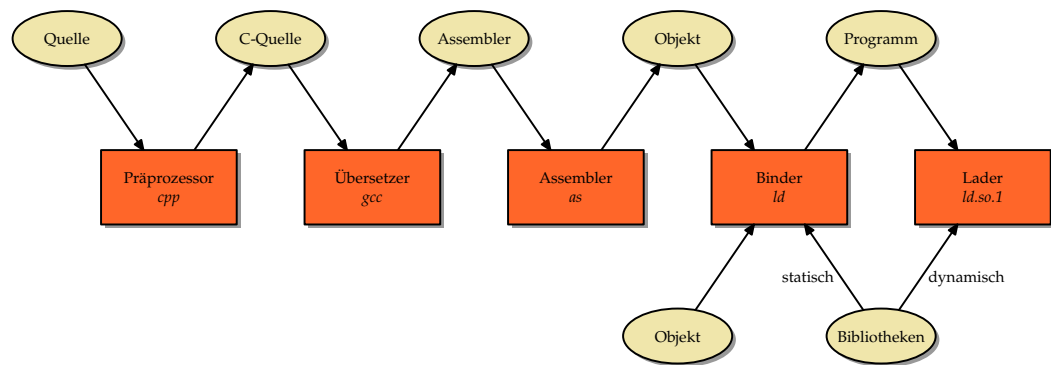 Quelle
C-Quelle
Assembler
Objekt
Programm
Präprozessor
cpp
Übersetzer
gcc
Assembler
as
Binder
ld
Lader
ld.so.1
statisch
dynamisch
Objekt
Bibliotheken